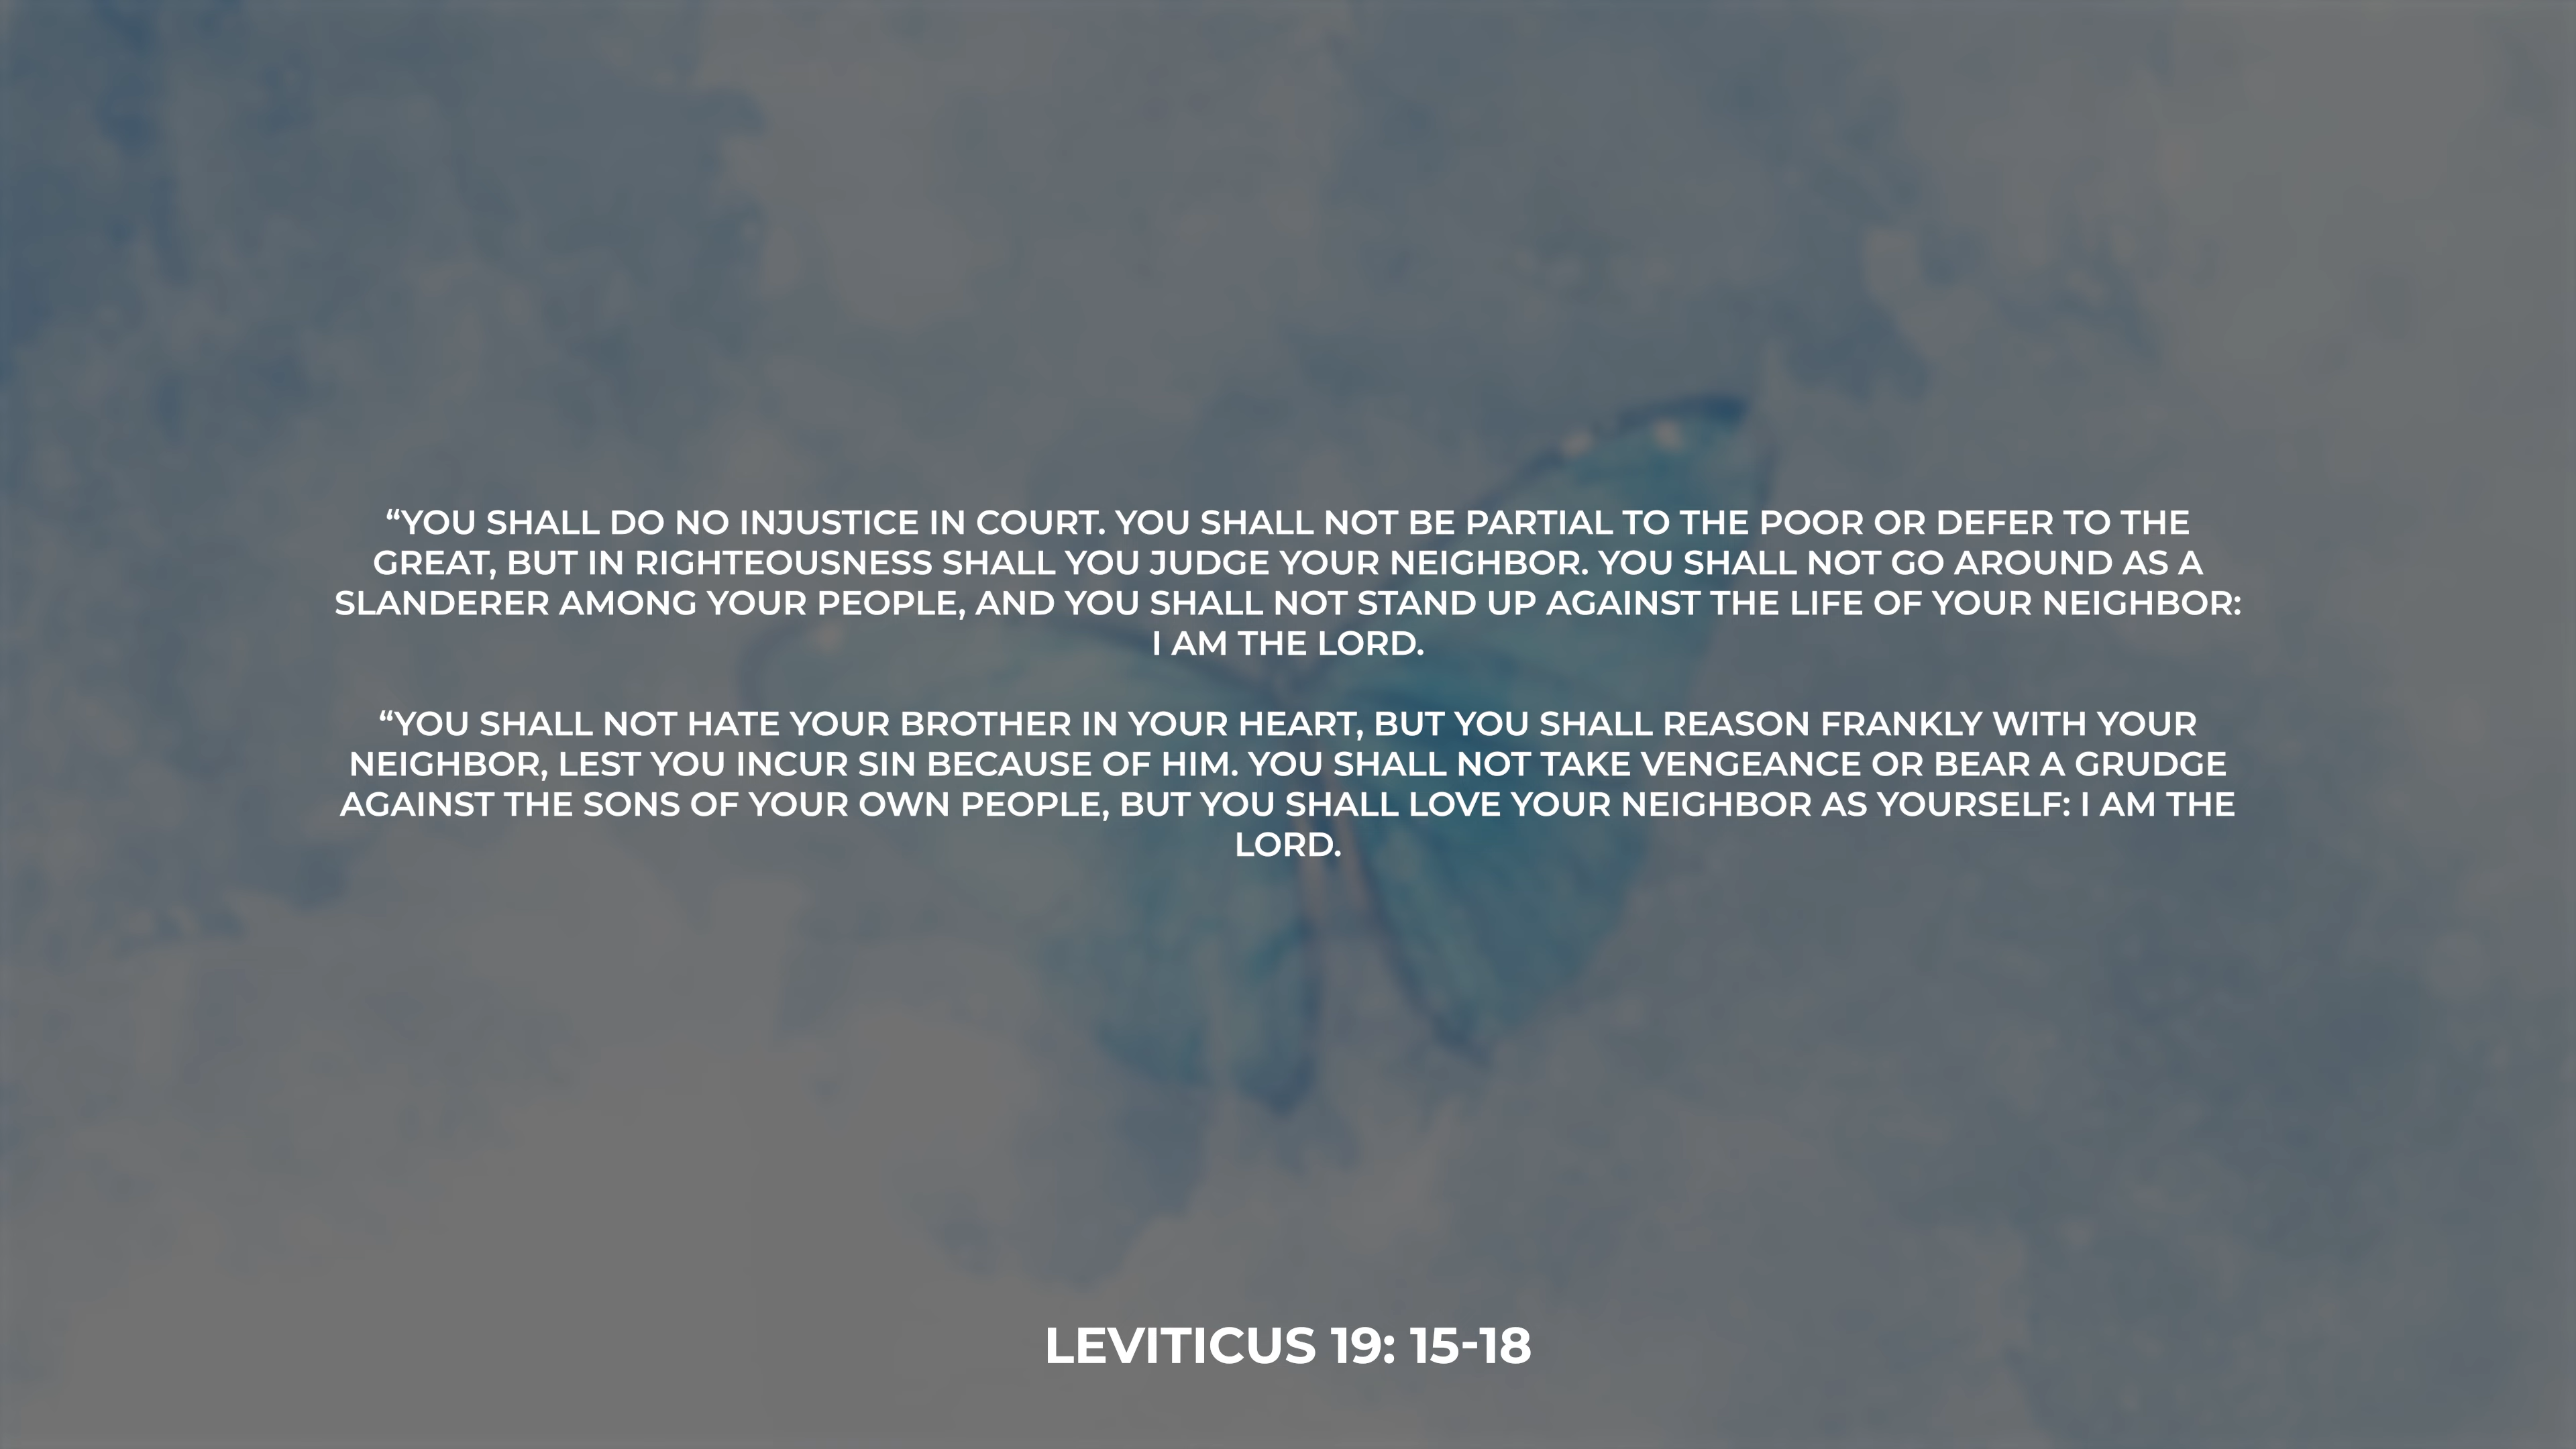 “YOU SHALL DO NO INJUSTICE IN COURT. YOU SHALL NOT BE PARTIAL TO THE POOR OR DEFER TO THE
GREAT, BUT IN RIGHTEOUSNESS SHALL YOU JUDGE YOUR NEIGHBOR. YOU SHALL NOT GO AROUND AS A
SLANDERER AMONG YOUR PEOPLE, AND YOU SHALL NOT STAND UP AGAINST THE LIFE OF YOUR NEIGHBOR:
I AM THE LORD.
“YOU SHALL NOT HATE YOUR BROTHER IN YOUR HEART, BUT YOU SHALL REASON FRANKLY WITH YOUR
NEIGHBOR, LEST YOU INCUR SIN BECAUSE OF HIM. YOU SHALL NOT TAKE VENGEANCE OR BEAR A GRUDGE
AGAINST THE SONS OF YOUR OWN PEOPLE, BUT YOU SHALL LOVE YOUR NEIGHBOR AS YOURSELF: I AM THE
LORD.
LEVITICUS 19: 15-18